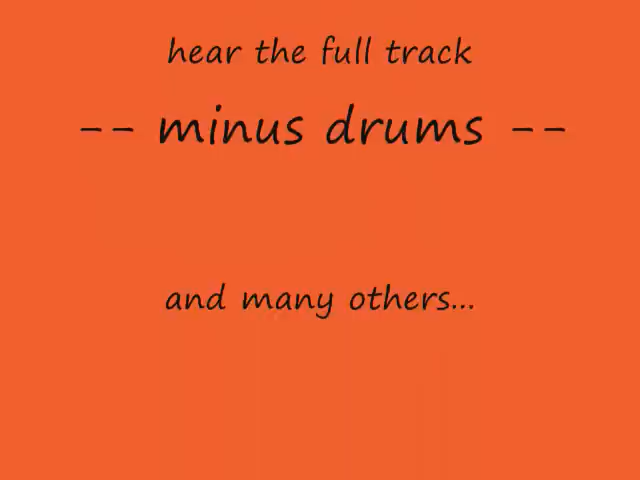 hear the full track
-- minus drums --
and many others...